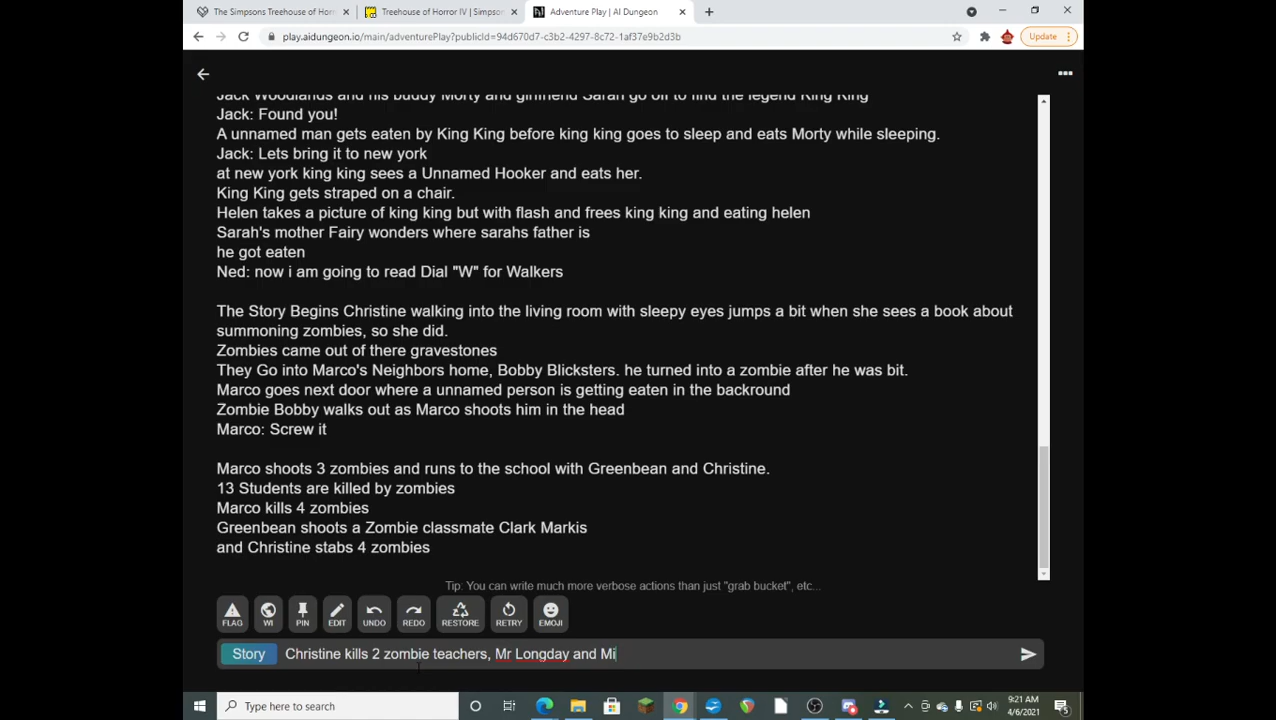 The Simpsons Treehouse of Horr
Treehouse of Horror IV | Simpson
Adventure Play | AI Dungeon
play.aidungeon.io/main/adventurePlay?publicId=94d670d7-c3b2-4297-8c72-1af37e9b2d3b
Update
Jack Woodlands and his buddy Morty and girlfriend Sarah go off to find the legend King King
Jack: Found you!
A unnamed man gets eaten by King King before king king goes to sleep and eats Morty while sleeping.
Jack: Lets bring it to new york
at new york king king sees a Unnamed Hooker and eats her.
King King gets straped on a chair.
Helen takes a picture of king king but with flash and frees king king and eating helen
Sarah's mother Fairy wonders where sarahs father is
he got eaten
Ned: now i am going to read Dial "W" for Walkers
The Story Begins Christine walking into the living room with sleepy eyes jumps a bit when she sees a book about
summoning zombies, so she did.
Zombies came out of there gravestones
They Go into Marco's Neighbors home, Bobby Blicksters. he turned into a zombie after he was bit.
Marco goes next door where a unnamed person is getting eaten in the backround
Zombie Bobby walks out as Marco shoots him in the head
Marco: Screw it
Marco shoots 3 zombies and runs to the school with Greenbean and Christine.
13 Students are killed by zombies
Marco kills 4 zombies
Greenbean shoots a Zombie classmate Clark Markis
and Christine stabs 4 zombies
Tip: You can write much more verbose actions than just "grab bucket", etc...
FLAG WI PIN EDIT UNDO REDO RESTORE RETRY EMOJI
Story Christine kills 2 zombie teachers, Mr Longday and Mi
Type here to search
9:21 AM
4/6/2021
5